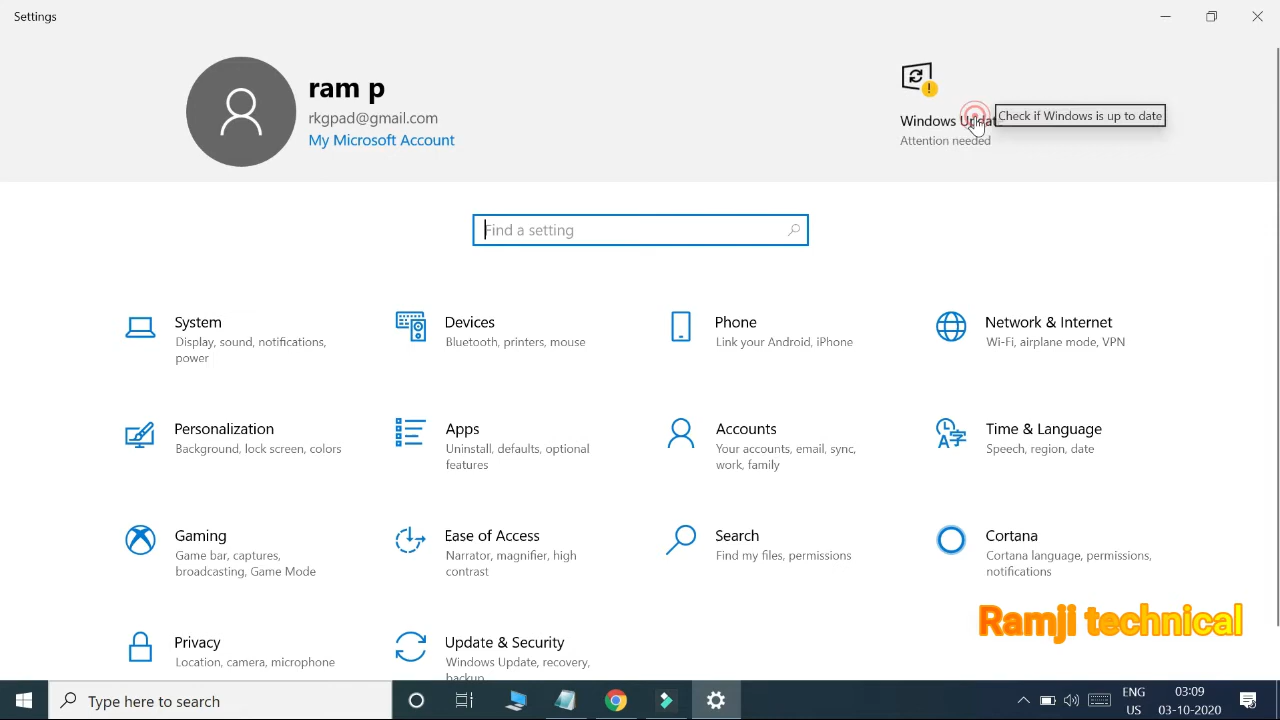 Settings
ram p
rkgpad@gmail.com
My Microsoft Account
Windows
Attention needed
Check if Windows is up to date
Find a setting
System
Display, sound, notifications,
power
Devices
Bluetooth, printers, mouse
Phone
Link your Android, iPhone
Network & Internet
Wi-Fi, airplane mode, VPN
Personalization
Background, lock screen, colors
Apps
Uninstall, defaults, optional
features
Accounts
Your accounts, email, sync,
work, family
Time & Language
Speech, region, date
Gaming
Game bar, captures,
broadcasting, Game Mode
Ease of Access
Narrator, magnifier, high
contrast
Search
Find my files, permissions
Cortana
Cortana language, permissions,
notifications
Ramji technical
Privacy
Location, camera, microphone
Update & Security
Windows Update, recovery,
backup
Type here to search
ENG
US
03:09
03-10-2020